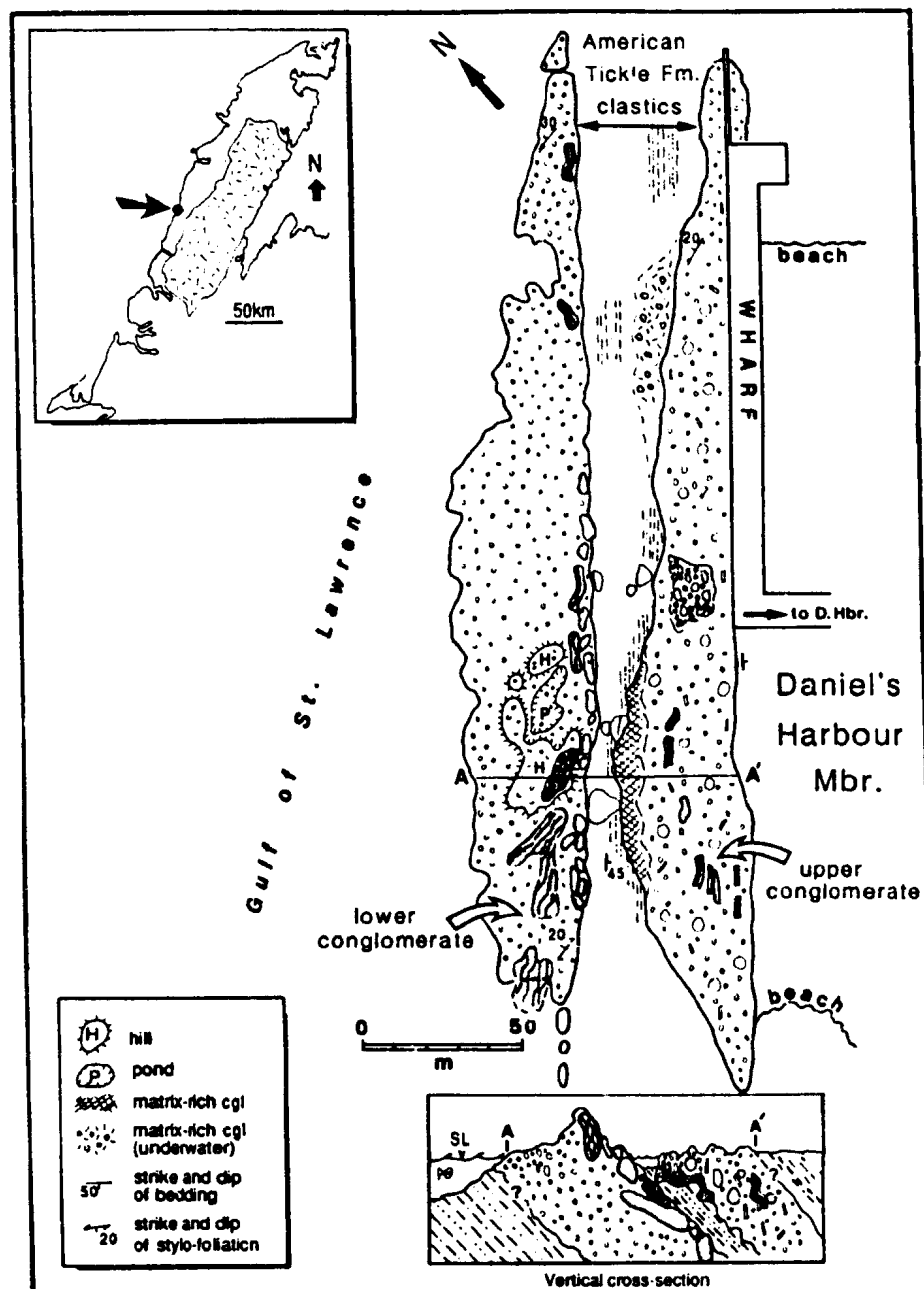 N
American
Tickle Fm.
clastics
30
N
50km
20
beach
WHARF
Gulf of St. Lawrence
to D. Hbr.
H
P
H
Daniel's
Harbour
Mbr.
A
A'
45
upper
conglomerate
lower
conglomerate
20
beach
0
50
m
H
hill
P
pond
matrix-rich cgl
matrix-rich cgl
(underwater)
50
strike and dip
of bedding
20
strike and dip
of stylo-foliation
SL
A
A'
?
?
Vertical cross-section